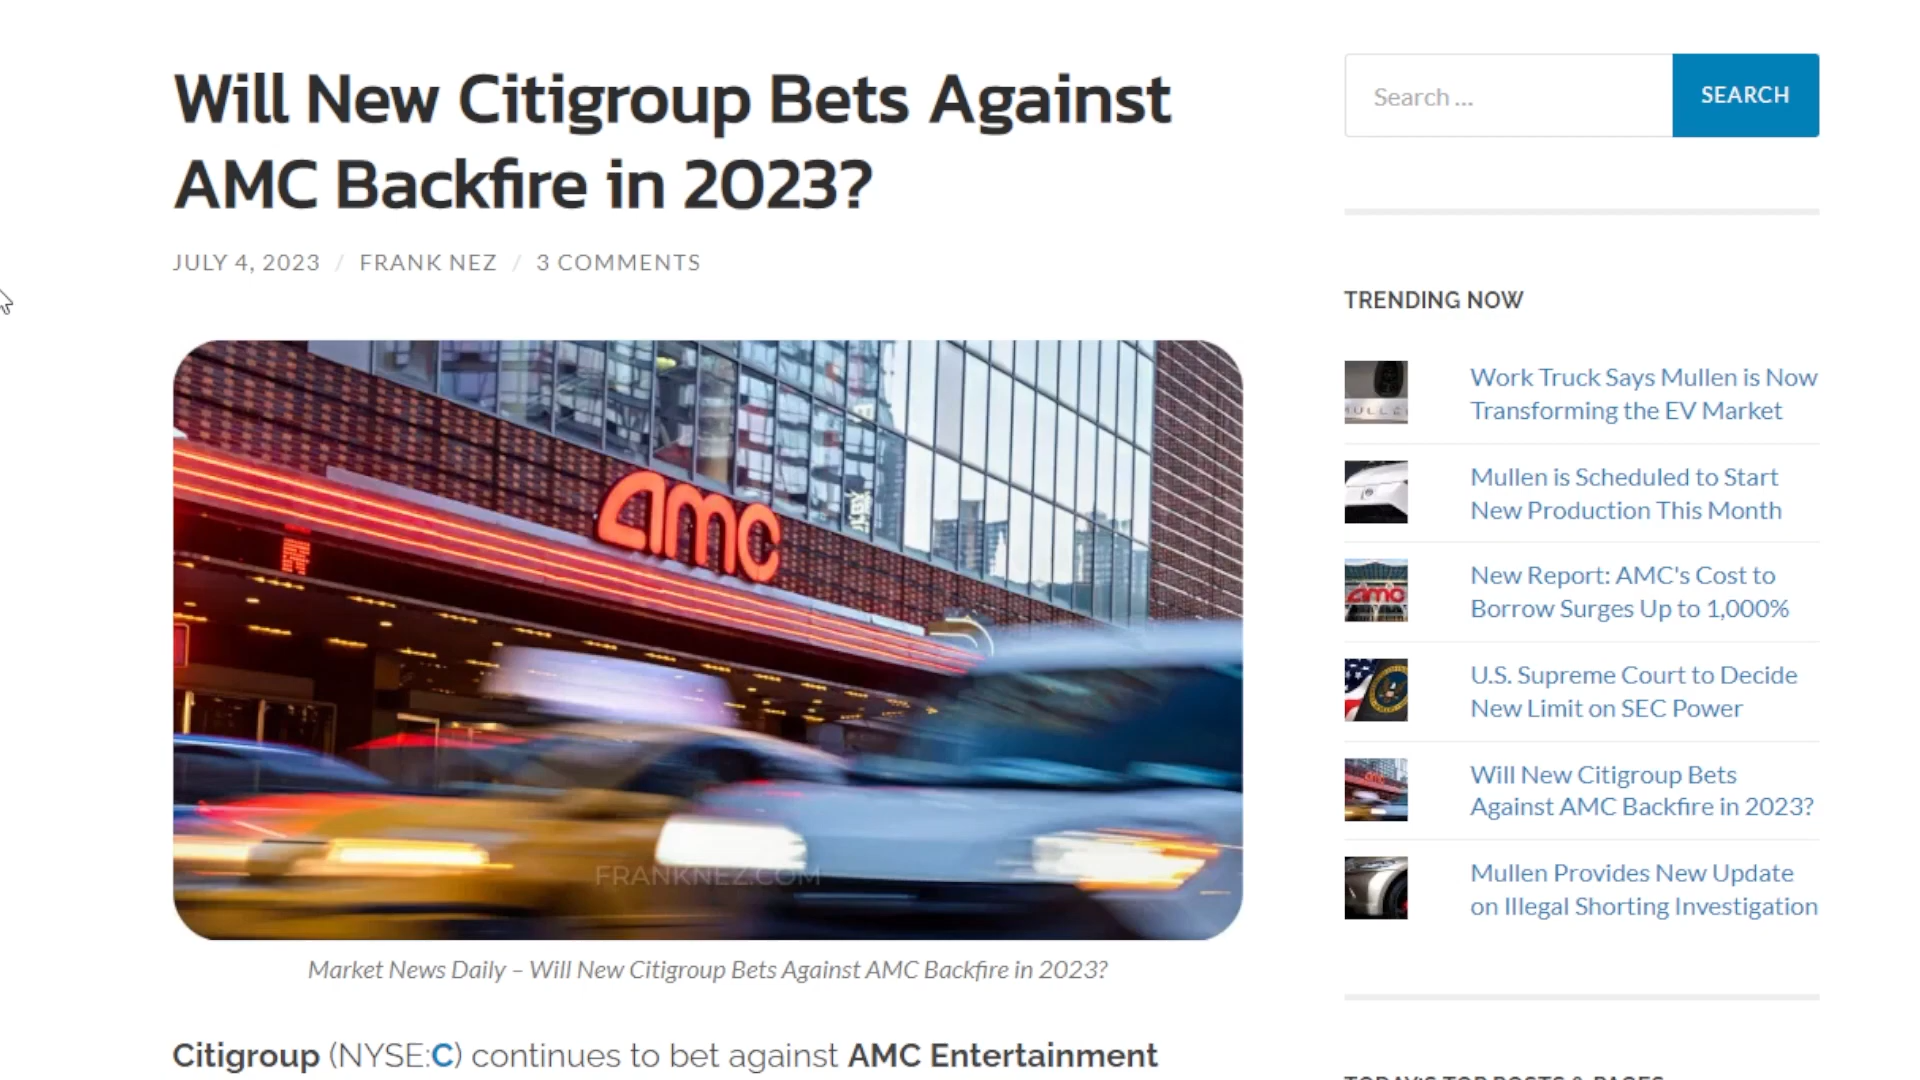 Will New Citigroup Bets Against
AMC Backfire in 2023?
JULY 4, 2023 / FRANK NEZ / 3 COMMENTS
amc
FRANKNEZ.COM
Market News Daily – Will New Citigroup Bets Against AMC Backfire in 2023?
Citigroup (NYSE:C) continues to bet against AMC Entertainment
Search ...
SEARCH
TRENDING NOW
Work Truck Says Mullen is Now
Transforming the EV Market
Mullen is Scheduled to Start
New Production This Month
New Report: AMC's Cost to
Borrow Surges Up to 1,000%
U.S. Supreme Court to Decide
New Limit on SEC Power
Will New Citigroup Bets
Against AMC Backfire in 2023?
Mullen Provides New Update
on Illegal Shorting Investigation
TODAY'S TOP POSTS & PAGES